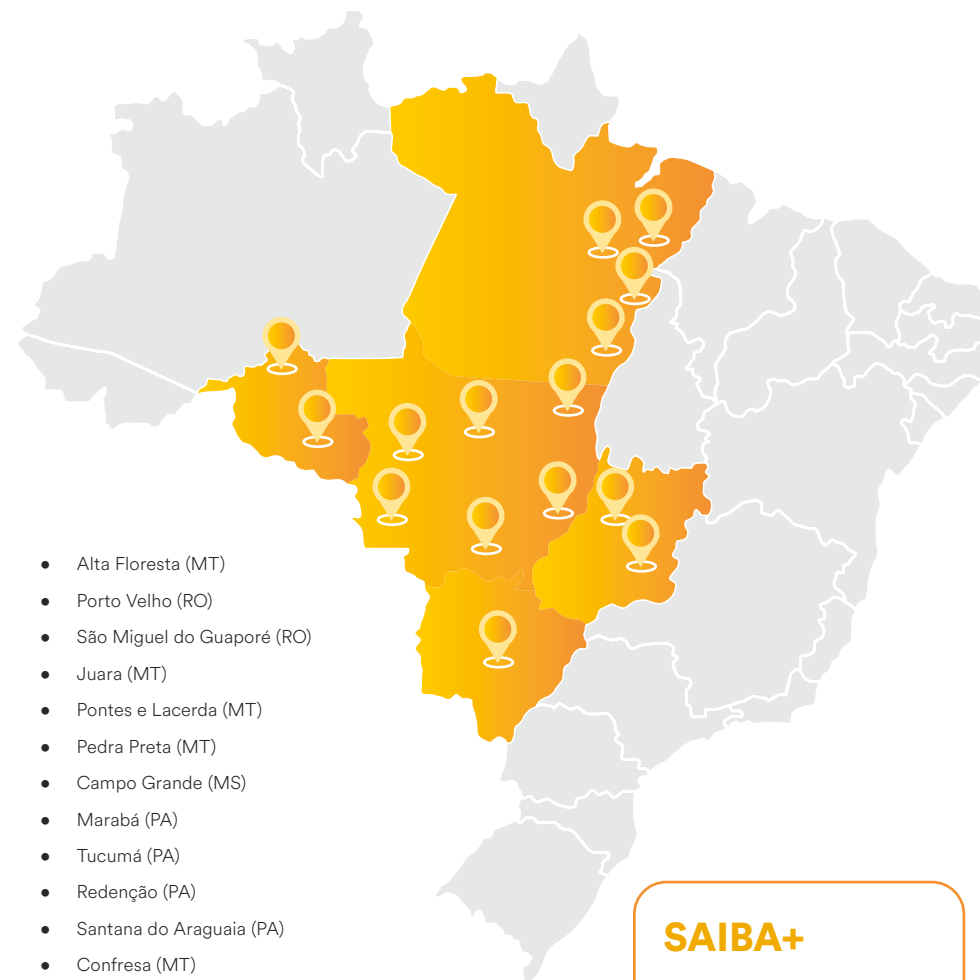 ● Alta Floresta (MT)
● Porto Velho (RO)
● São Miguel do Guaporé (RO)
● Juara (MT)
● Pontes e Lacerda (MT)
● Pedra Preta (MT)
● Campo Grande (MS)
● Marabá (PA)
● Tucumá (PA)
● Redenção (PA)
● Santana do Araguaia (PA)
● Confresa (MT)
SAIBA+